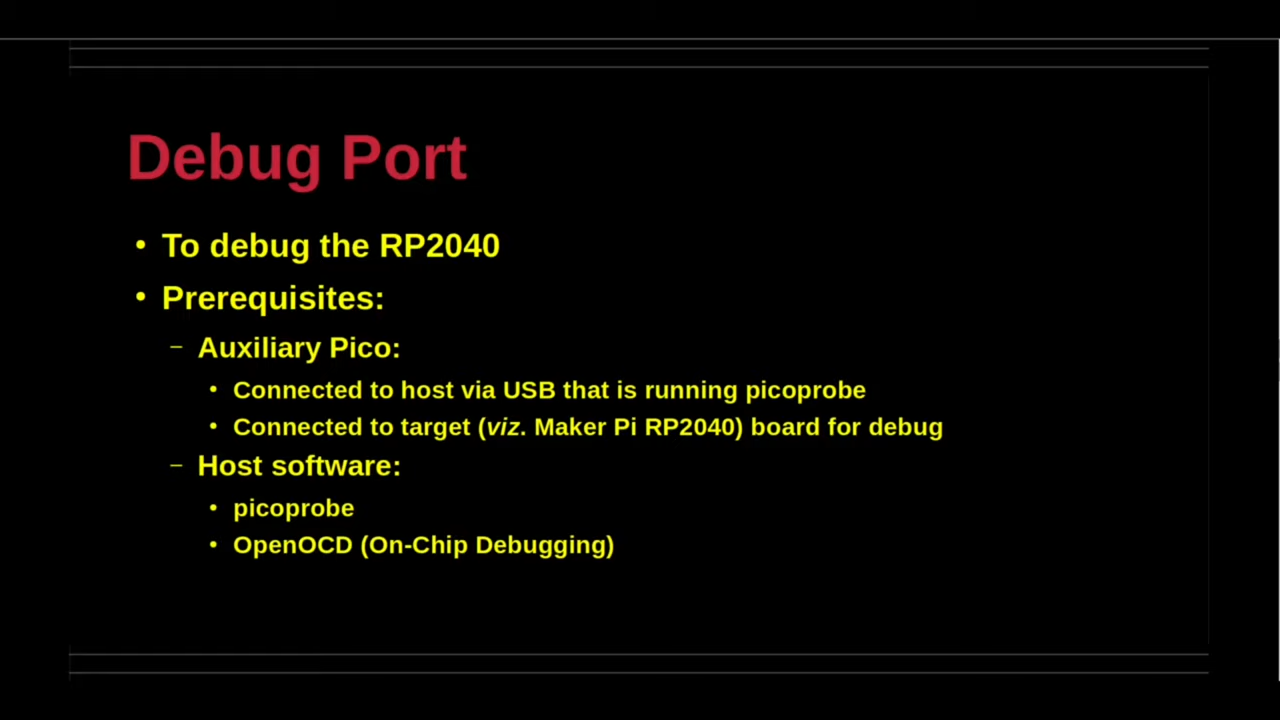 Debug Port
• To debug the RP2040
• Prerequisites:
– Auxiliary Pico:
• Connected to host via USB that is running picoprobe
• Connected to target (viz. Maker Pi RP2040) board for debug
– Host software:
• picoprobe
• OpenOCD (On-Chip Debugging)